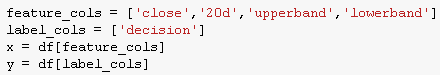 feature_cols = ['close','20d','upperband','lowerband']
label_cols = ['decision']
x = df[feature_cols]
y = df[label_cols]